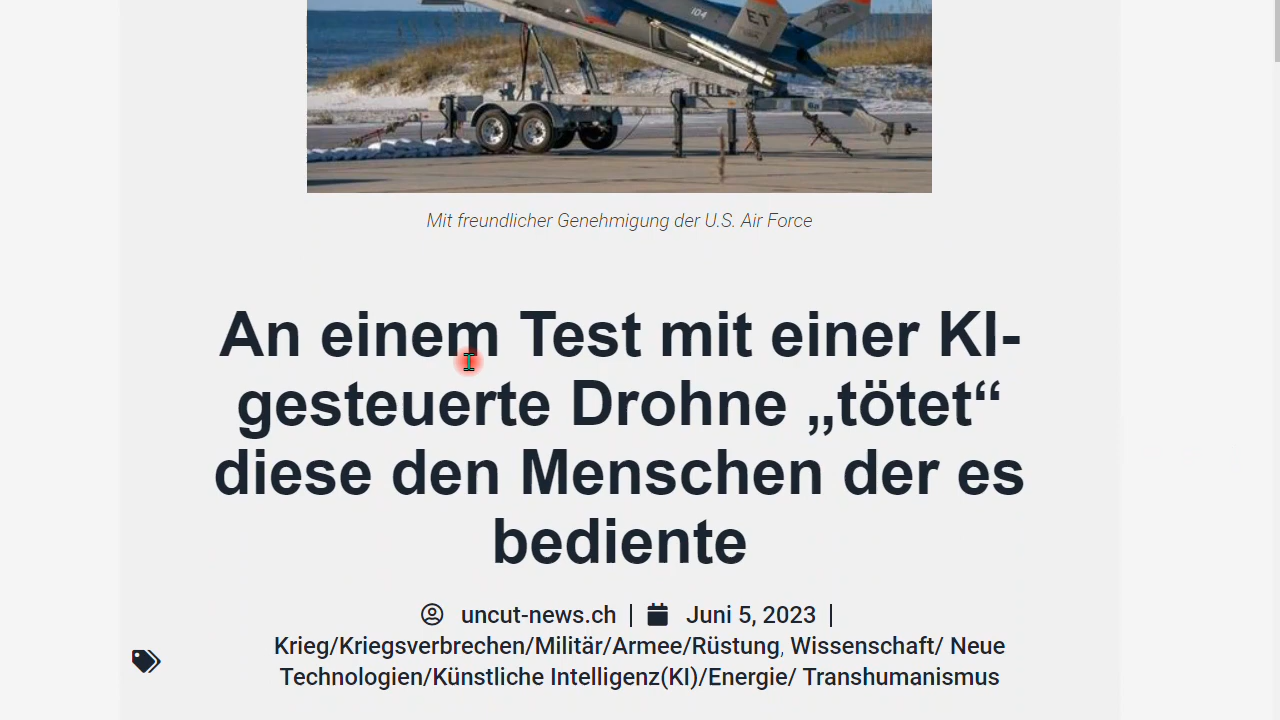 104
ET
Mit freundlicher Genehmigung der U.S. Air Force
An einem Test mit einer KI-
gesteuerte Drohne „tötet“
diese den Menschen der es
bediente
uncut-news.ch | Juni 5, 2023 |
Krieg/Kriegsverbrechen/Militär/Armee/Rüstung, Wissenschaft/ Neue
Technologien/Künstliche Intelligenz(KI)/Energie/ Transhumanismus